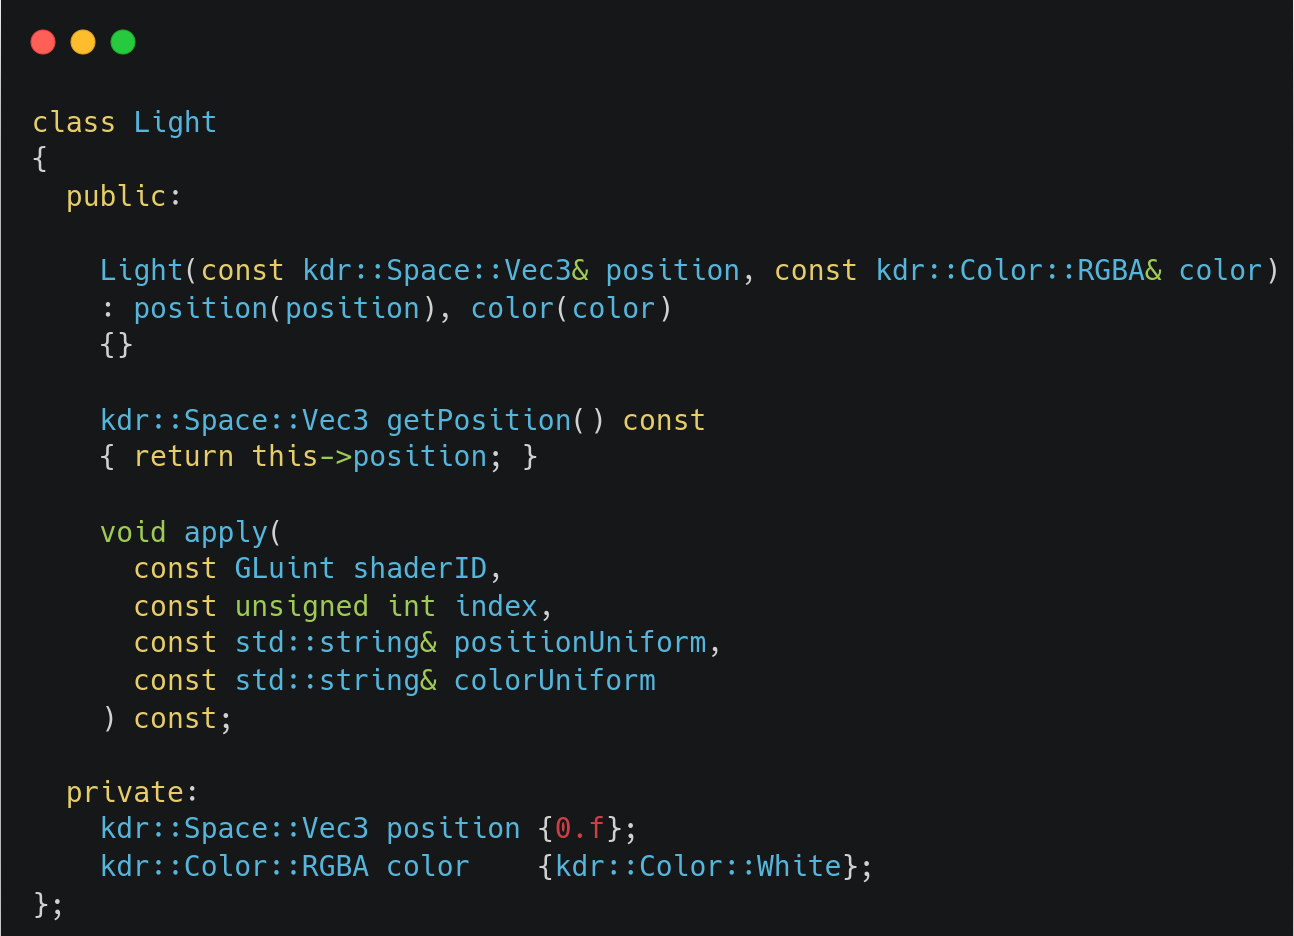 class Light
{
  public:

    Light(const kdr::Space::Vec3& position, const kdr::Color::RGBA& color)
    : position(position), color(color)
    {}

    kdr::Space::Vec3 getPosition() const
    { return this->position; }

    void apply(
      const GLuint shaderID,
      const unsigned int index,
      const std::string& positionUniform,
      const std::string& colorUniform
    ) const;

  private:
    kdr::Space::Vec3 position {0.f};
    kdr::Color::RGBA color    {kdr::Color::White};
};